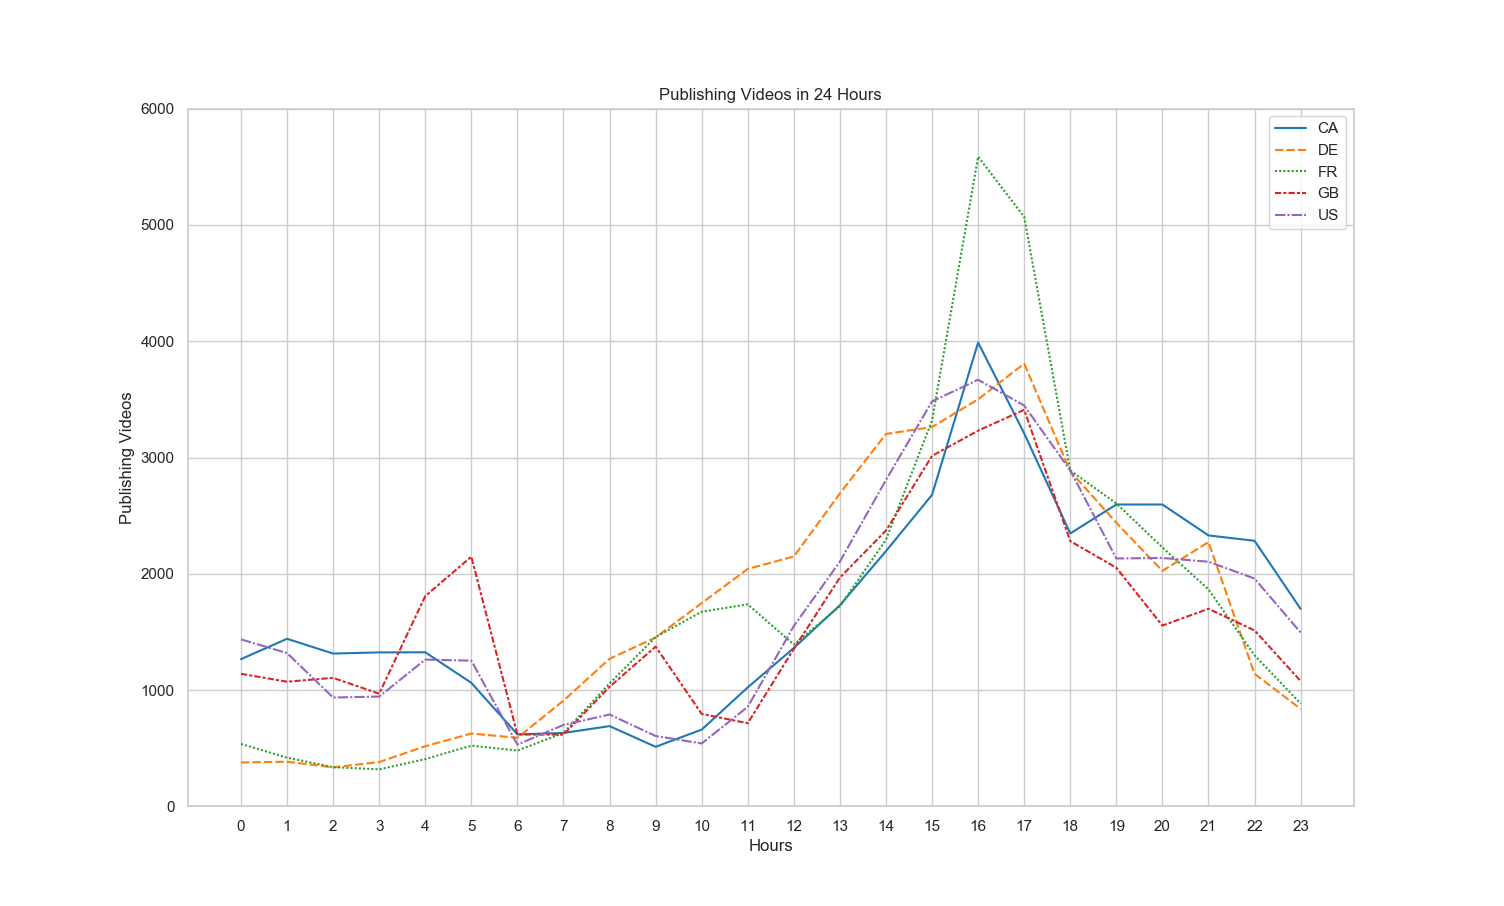 Publishing Videos in 24 Hours
6000
5000
4000
3000
2000
1000
0
Publishing Videos
CA
DE
FR
GB
US
0 1 2 3 4 5 6 7 8 9 10 11 12 13 14 15 16 17 18 19 20 21 22 23
Hours